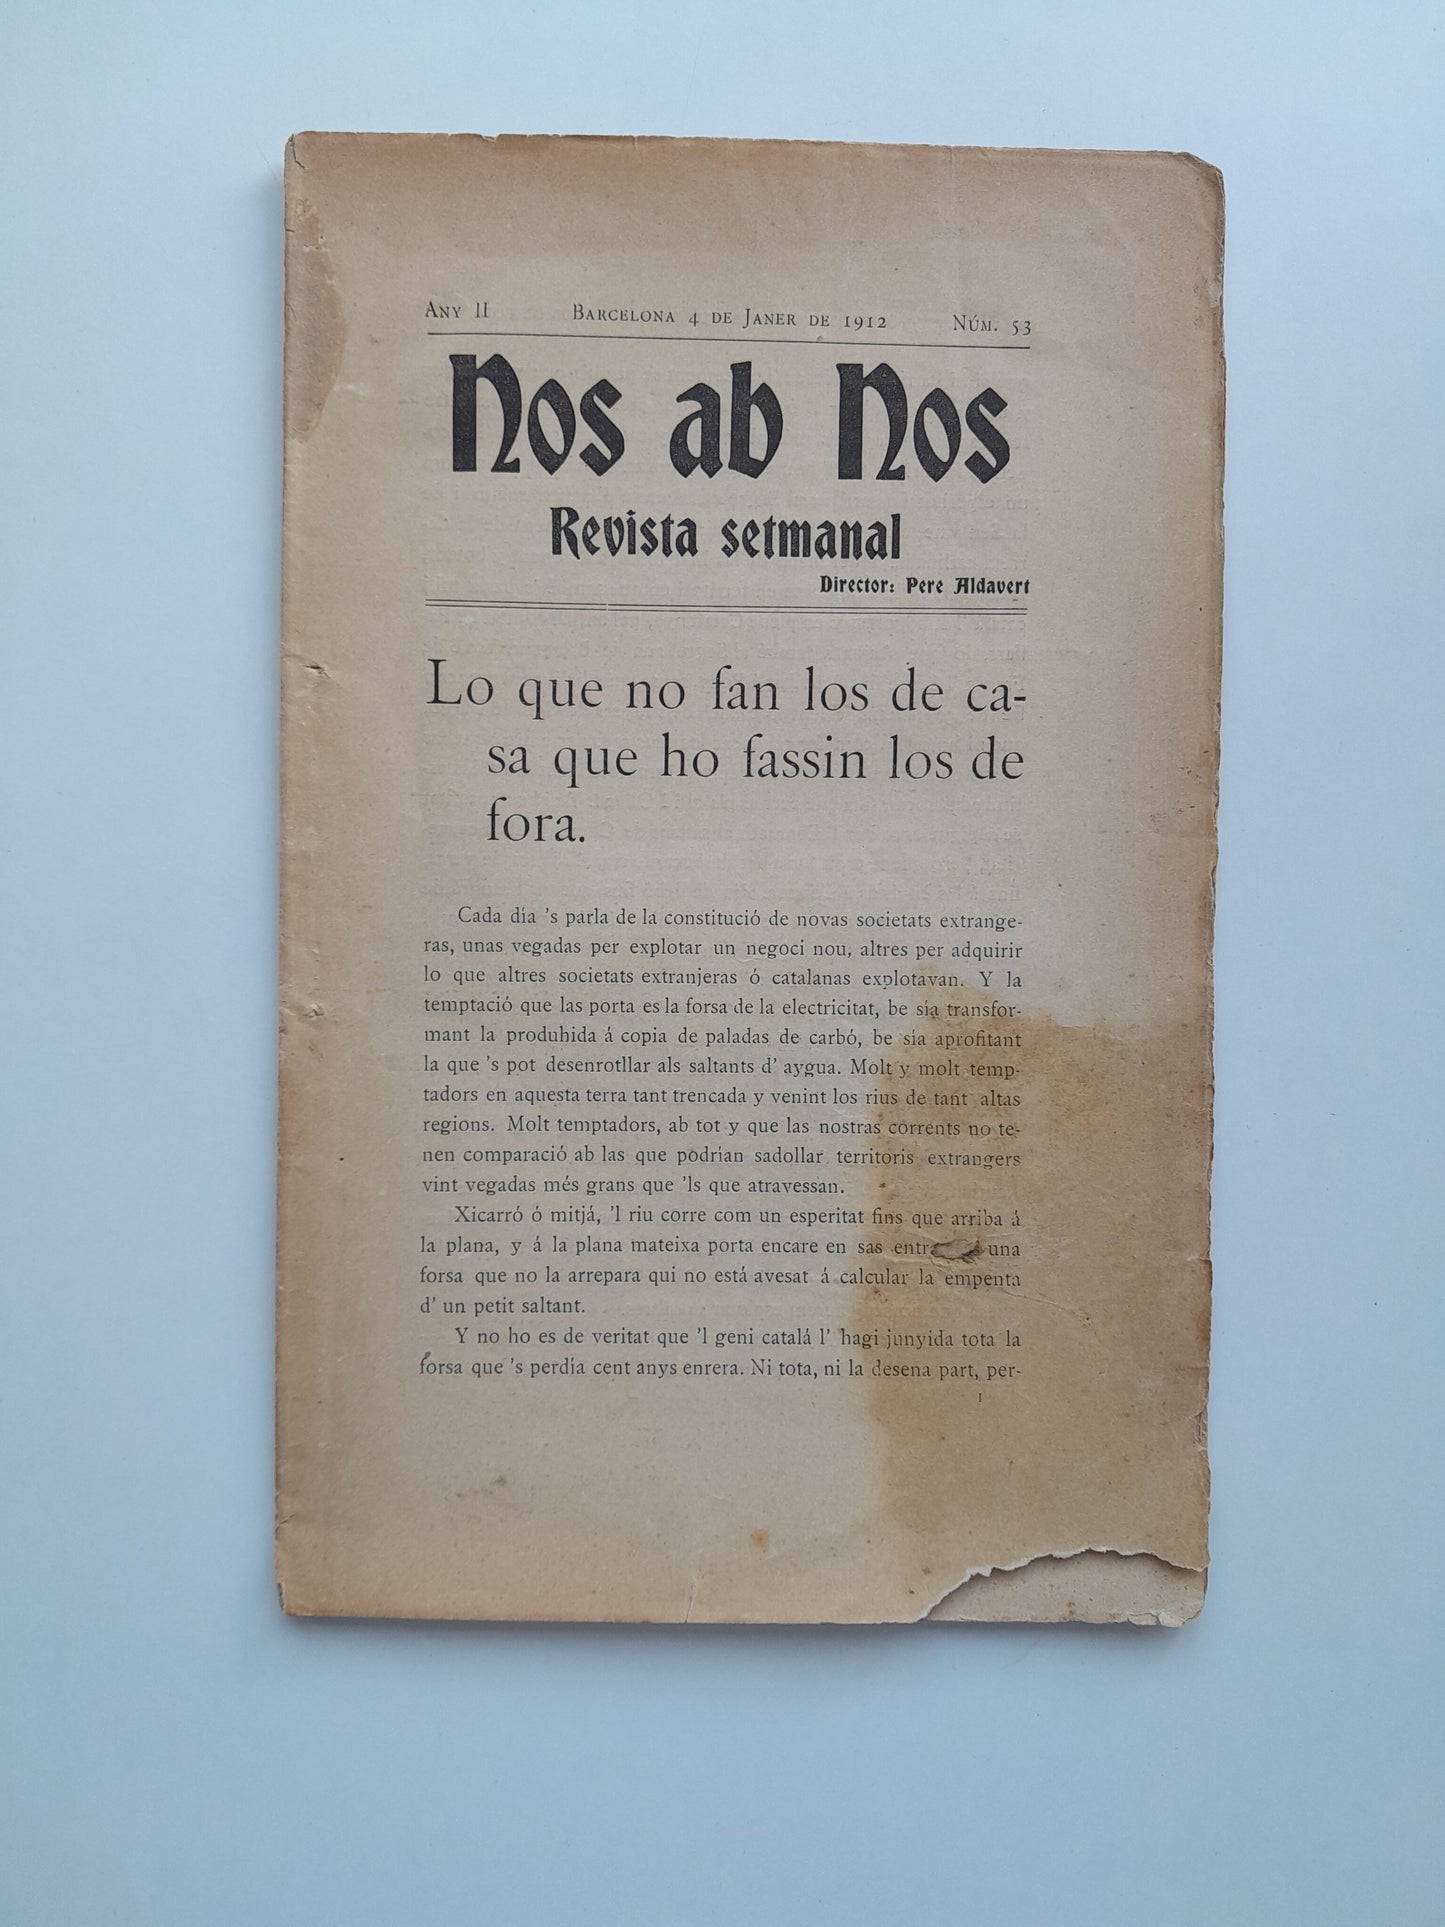 Any II Barcelona 4 de Janer de 1912 Núm. 53
Nos ab Nos
Revista setmanal
Director: Pere Aldavert
Lo que no fan los de ca-
sa que ho fassin los de
fora.
Cada día 's parla de la constitució de novas societats extrange-
ras, unas vegadas per explotar un negoci nou, altres per adquirir
lo que altres societats extranjeras ó catalanas explotavan. Y la
temptació que las porta es la forsa de la electricitat, be sía transfor-
mant la produhida á copia de paladas de carbó, be sía aprofitant
la que 's pot desenrotllar als saltants d' aygua. Molt y molt temp-
tadors en aquesta terra tant trencada y venint los rius de tant altas
regions. Molt temptadors, ab tot y que las nostras corrents no te-
nen comparació ab las que podrían sadollar territoris extrangers
vint vegadas més grans que 'ls que atravessan.
Xicarró ó mitjá, 'l riu corre com un esperitat fins que arriba á
la plana, y á la plana mateixa porta encare en sas una
forsa que no la arrepara qui no está avesat á calcular la empenta
d' un petit saltant.
Y no ho es de veritat que 'l geni catalá l' hagi junyida tota la
forsa que 's perdía cent anys enrera. Ni tota, ni la desena part, per-
1